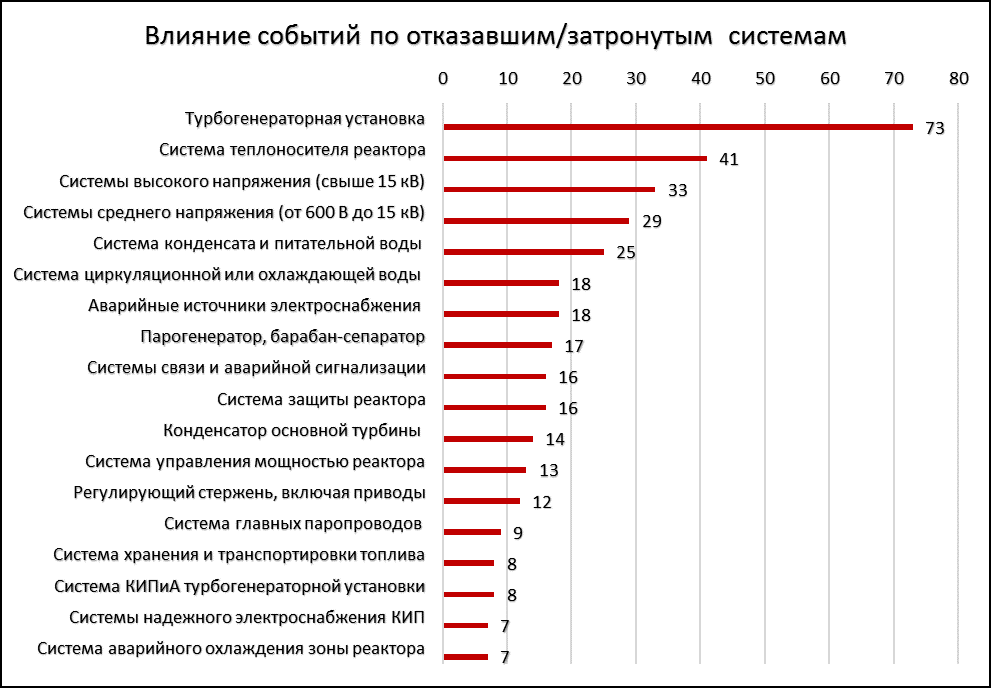 Влияние событий по отказавшим/затронутым системам
0 10 20 30 40 50 60 70 80
Турбогенераторная установка 73
Система теплоносителя реактора 41
Системы высокого напряжения (свыше 15 кВ) 33
Системы среднего напряжения (от 600 В до 15 кВ) 29
Система конденсата и питательной воды 25
Система циркуляционной или охлаждающей воды 18
Аварийные источники электроснабжения 18
Парогенератор, барабан-сепаратор 17
Системы связи и аварийной сигнализации 16
Система защиты реактора 16
Конденсатор основной турбины 14
Система управления мощностью реактора 13
Регулирующий стержень, включая приводы 12
Система главных паропроводов 9
Система хранения и транспортировки топлива 8
Система КИПиА турбогенераторной установки 8
Системы надежного электроснабжения КИП 7
Система аварийного охлаждения зоны реактора 7